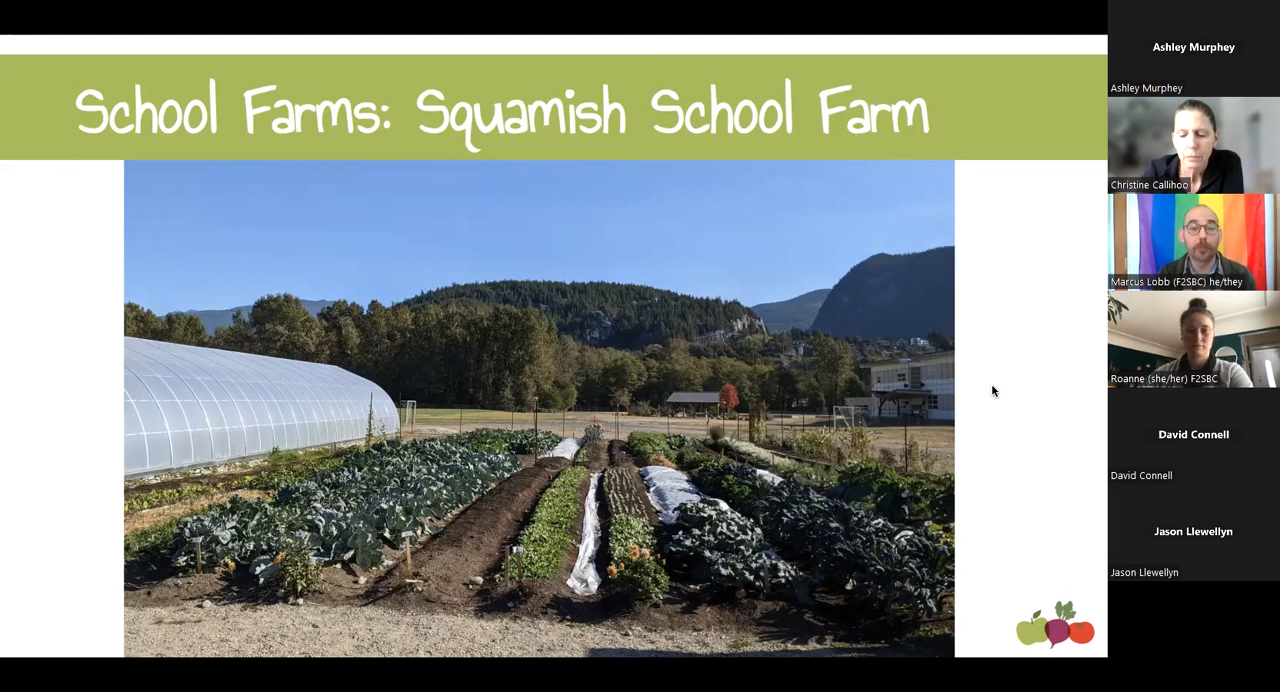 School Farms: Squamish School Farm
Ashley Murphey
Ashley Murphey
Christine Callihoo
Marcus Lobb (F2SBC) he/they
Roanne (she/her) F2SBC
David Connell
David Connell
Jason Llewellyn
Jason Llewellyn